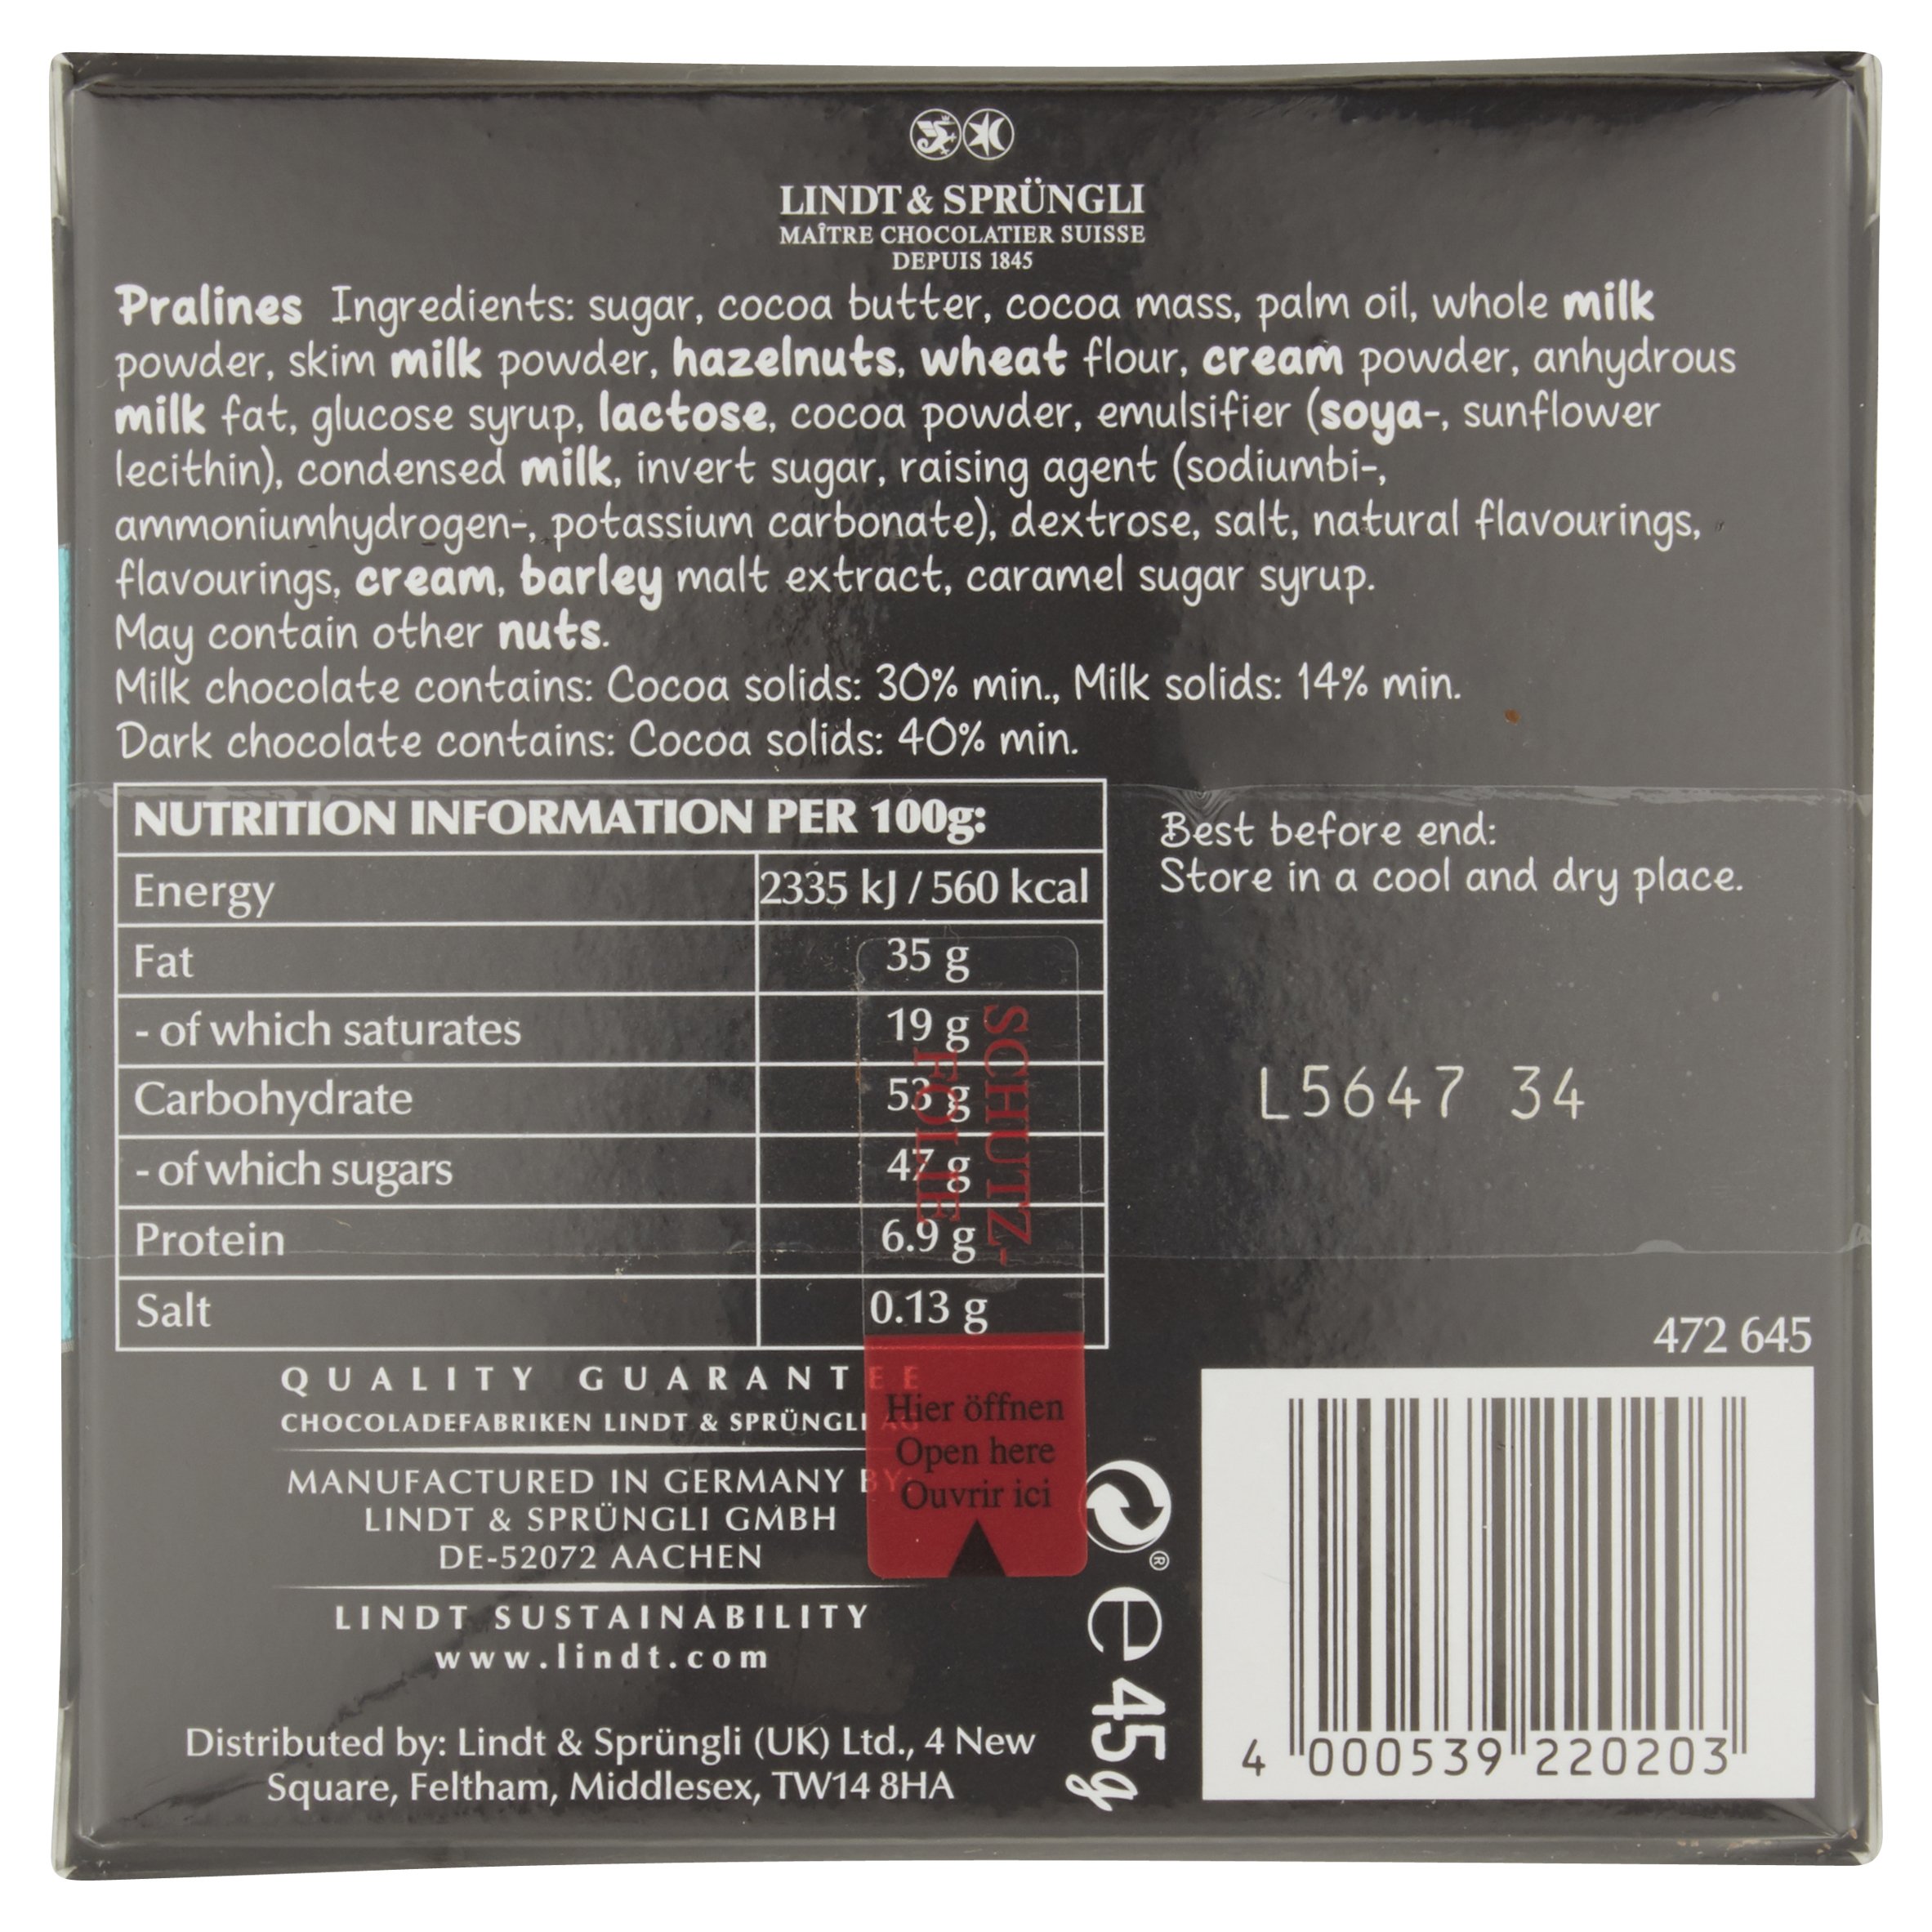 LINDT & SPRÜNGLI
MAÎTRE CHOCOLATIER SUISSE
DEPUIS 1845
Pralines Ingredients: sugar, cocoa butter, cocoa mass, palm oil, whole milk
powder, skim milk powder, hazelnuts, wheat flour, cream powder, anhydrous
milk fat, glucose syrup, lactose, cocoa powder, emulsifier (soya-, sunflower
lecithin), condensed milk, invert sugar, raising agent (sodiumbi-,
ammoniumhydrogen-, potassium carbonate), dextrose, salt, natural flavourings,
flavourings, cream, barley malt extract, caramel sugar syrup.
May contain other nuts.
Milk chocolate contains: Cocoa solids: 30% min., Milk solids: 14% min.
Dark chocolate contains: Cocoa solids: 40% min.
NUTRITION INFORMATION PER 100g:
Energy 2335 kJ / 560 kcal
Fat 35 g
- of which saturates 19 g
Carbohydrate 53 g
- of which sugars 47 g
Protein 6.9 g
Salt 0.13 g
SCHUTZ-
FOLIE
Best before end:
Store in a cool and dry place.
L5647 34
472 645
QUALITY GUARANTEE
CHOCOLADEFABRIKEN LINDT & SPRÜNGLI AG
MANUFACTURED IN GERMANY BY:
LINDT & SPRÜNGLI GMBH
DE-52072 AACHEN
LINDT SUSTAINABILITY
www.lindt.com
Hier öffnen
Open here
Ouvrir ici
Distributed by: Lindt & Sprüngli (UK) Ltd., 4 New
Square, Feltham, Middlesex, TW14 8HA
®
e 45g
4 000539 220203